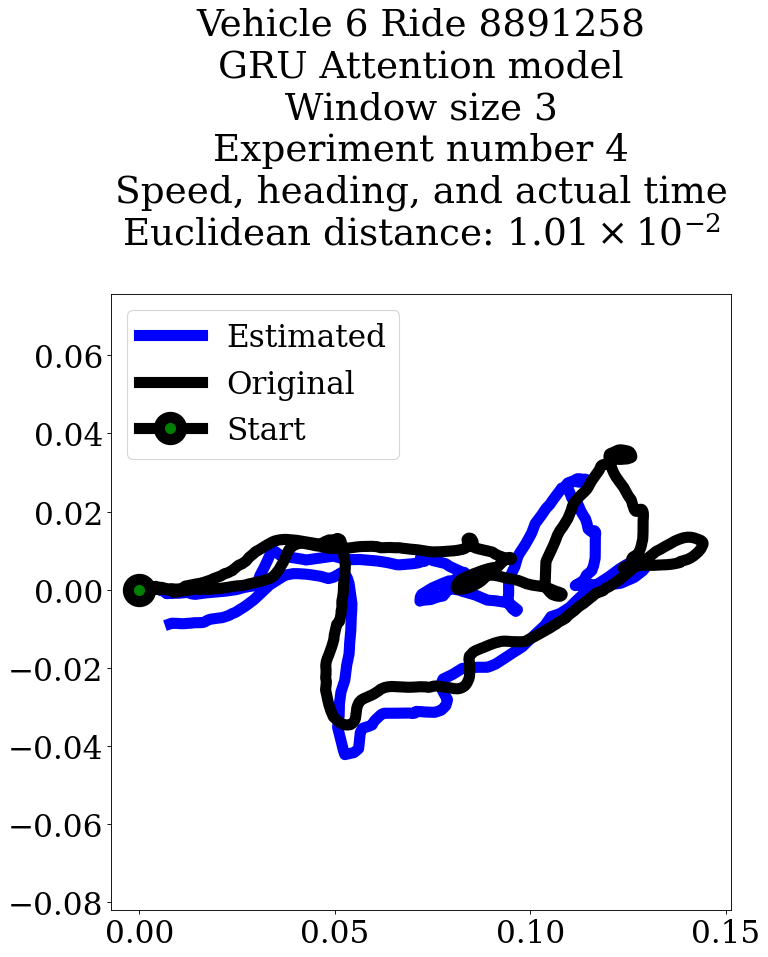 Vehicle 6 Ride 8891258
GRU Attention model
Window size 3
Experiment number 4
Speed, heading, and actual time
Euclidean distance: 1.01 × 10⁻²
Estimated
Original
Start
0.06
0.04
0.02
0.00
−0.02
−0.04
−0.06
−0.08
0.00 0.05 0.10 0.15